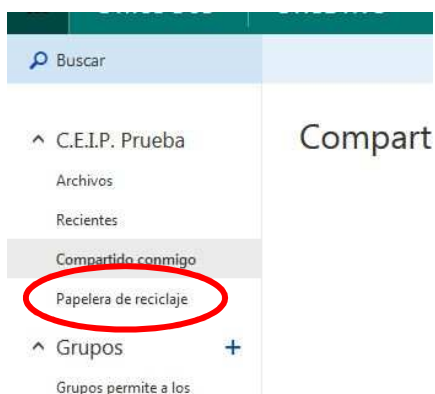 Buscar
C.E.I.P. Prueba
Compart
Archivos
Recientes
Compartido conmigo
Papelera de reciclaje
Grupos +
Grupos permite a los